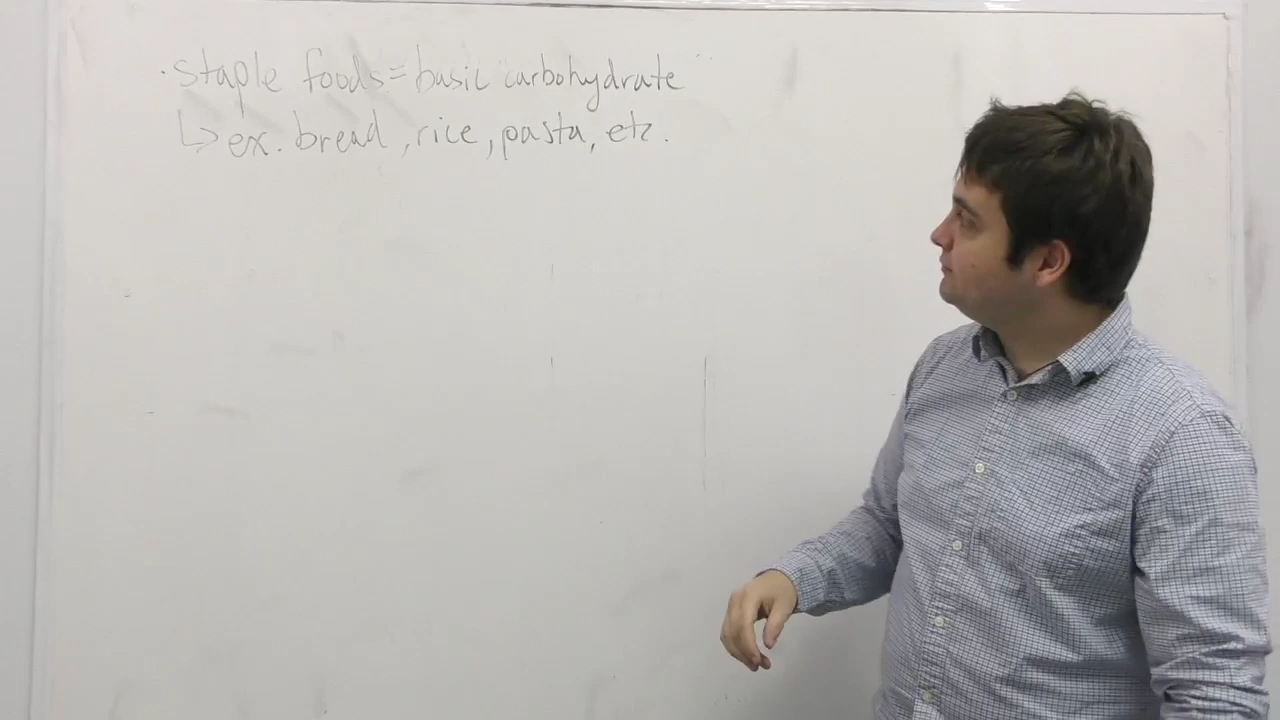 · staple foods = basic "carbohydrate"
↳ ex. bread, rice, pasta, etc.